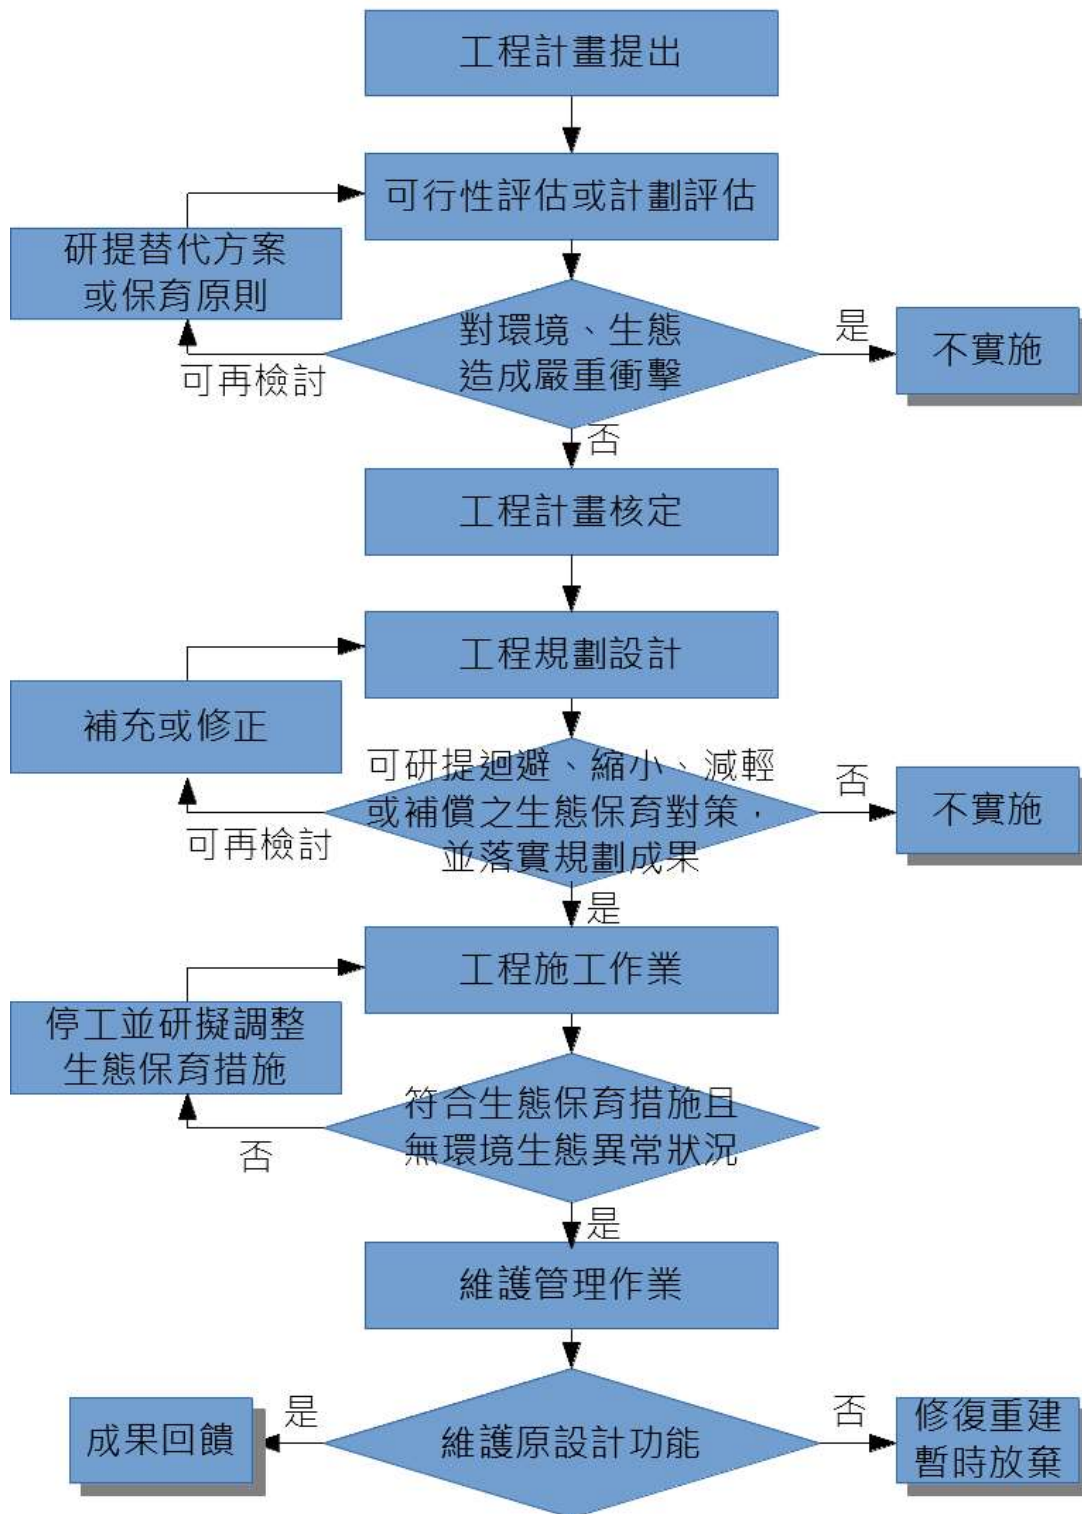 工程計畫提出
可行性評估或計劃評估
研提替代方案
或保育原則
對環境、生態
造成嚴重衝擊
是
不實施
可再檢討
否
工程計畫核定
工程規劃設計
補充或修正
可研提迴避、縮小、減輕
或補償之生態保育對策，
並落實規劃成果
否
不實施
可再檢討
是
工程施工作業
停工並研擬調整
生態保育措施
符合生態保育措施且
無環境生態異常狀況
否
是
維護管理作業
成果回饋
是
維護原設計功能
否
修復重建
暫時放棄